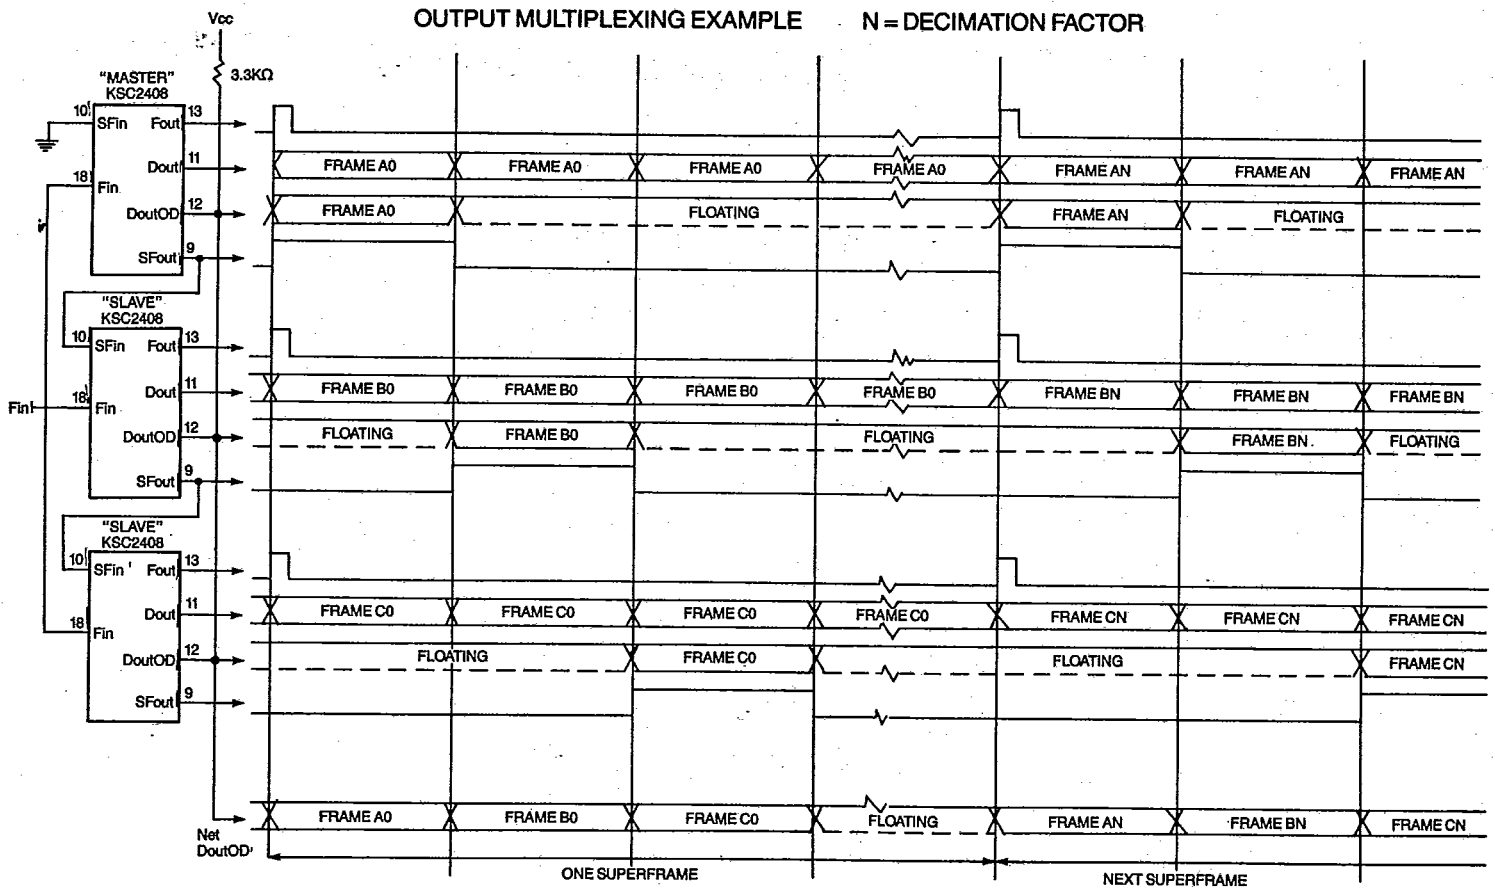 OUTPUT MULTIPLEXING EXAMPLE N = DECIMATION FACTOR
Vcc
3.3KΩ
"MASTER"
KSC2408
10 SFin Fout 13
Dout 11
18 Fin
DoutOD 12
SFout 9
FRAME A0 FRAME A0 FRAME A0 FRAME A0 FRAME AN FRAME AN FRAME AN
FRAME A0 FLOATING FRAME AN FLOATING
"SLAVE"
KSC2408
10 SFin Fout 13
Dout 11
Fin 18 Fin
DoutOD 12
SFout 9
FRAME B0 FRAME B0 FRAME B0 FRAME B0 FRAME BN FRAME BN FRAME BN
FLOATING FRAME B0 FLOATING FRAME BN FLOATING
"SLAVE"
KSC2408
10 SFin Fout 13
Dout 11
18 Fin
DoutOD 12
SFout 9
FRAME C0 FRAME C0 FRAME C0 FRAME C0 FRAME CN FRAME CN FRAME CN
FLOATING FRAME C0 FLOATING FRAME CN
Net
DoutOD
FRAME A0 FRAME B0 FRAME C0 FLOATING FRAME AN FRAME BN FRAME CN
ONE SUPERFRAME NEXT SUPERFRAME